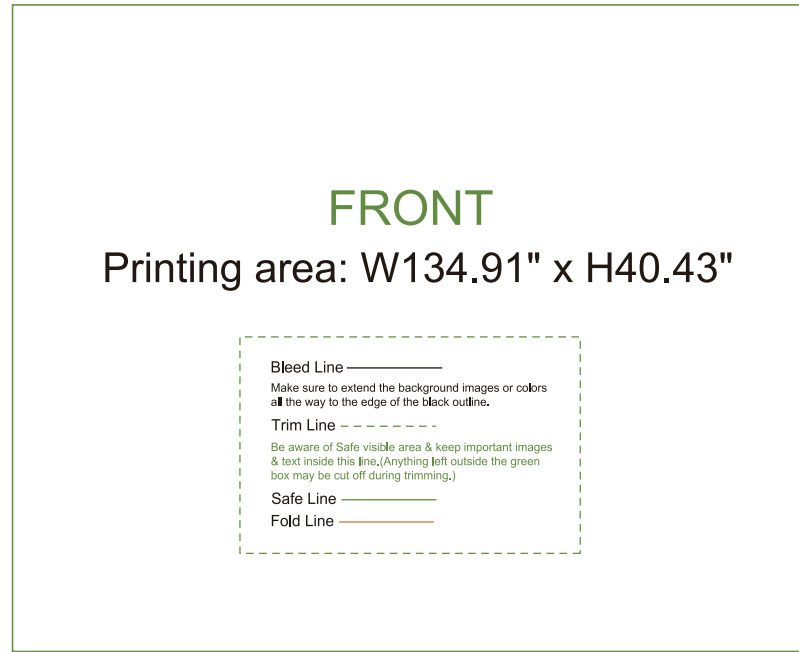 FRONT
Printing area: W134.91" x H40.43"
Bleed Line
Make sure to extend the background images or colors
all the way to the edge of the black outline.
Trim Line
Be aware of Safe visible area & keep important images
& text inside this line.(Anything left outside the green
box may be cut off during trimming.)
Safe Line
Fold Line